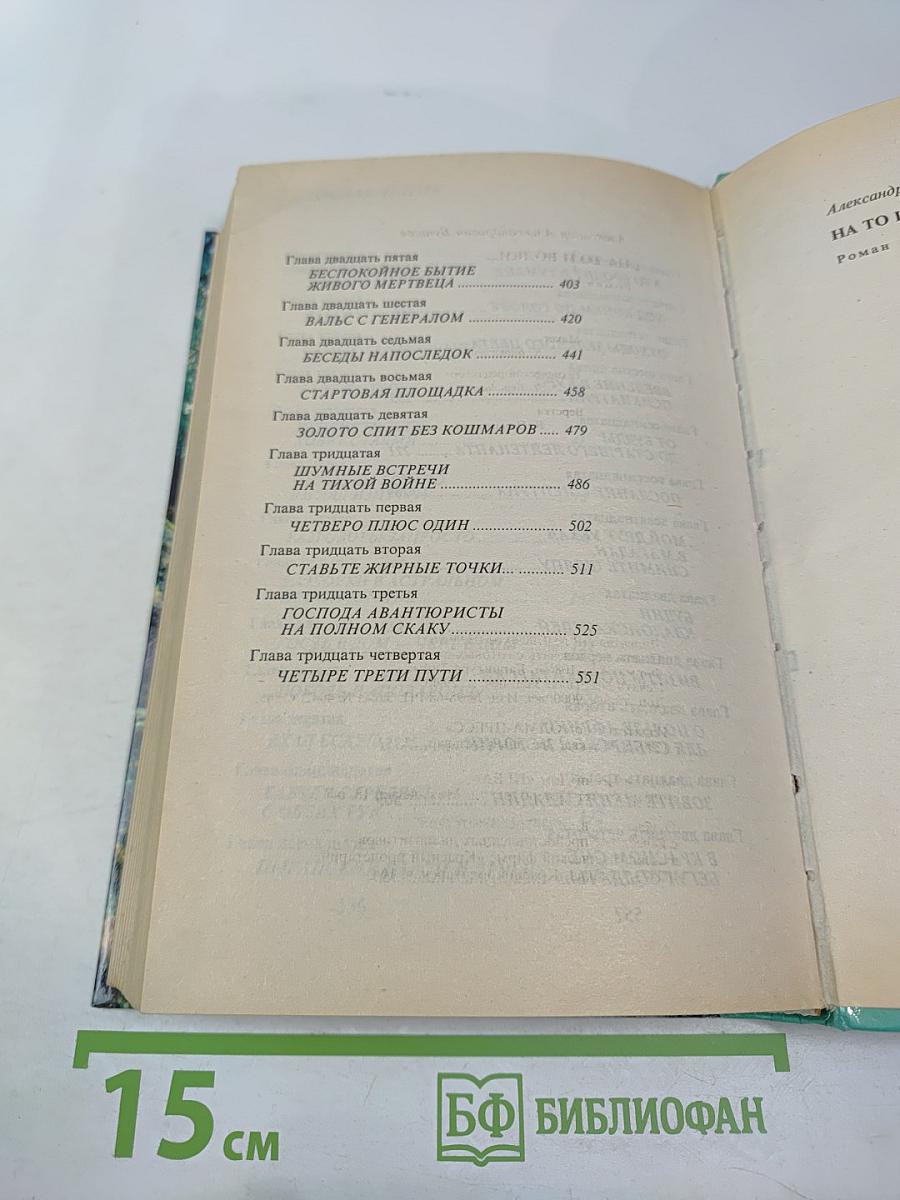 Глава двадцать пятая
БЕСПОКОЙНОЕ БЫТИЕ
ЖИВОГО МЕРТВЕЦА ........................ 403
Глава двадцать шестая
ВАЛЬС С ГЕНЕРАЛОМ ...................... 420
Глава двадцать седьмая
БЕСЕДЫ НАПОСЛЕДОК .................... 441
Глава двадцать восьмая
СТАРТОВАЯ ПЛОЩАДКА ................. 458
Глава двадцать девятая
ЗОЛОТО СПИТ БЕЗ КОШМАРОВ ..... 479
Глава тридцатая
ШУМНЫЕ ВСТРЕЧИ
НА ТИХОЙ ВОЙНЕ ............................. 486
Глава тридцать первая
ЧЕТВЕРО ПЛЮС ОДИН ..................... 502
Глава тридцать вторая
СТАВЬТЕ ЖИРНЫЕ ТОЧКИ... ............ 511
Глава тридцать третья
ГОСПОДА АВАНТЮРИСТЫ
НА ПОЛНОМ СКАКУ........................... 525
Глава тридцать четвертая
ЧЕТЫРЕ ТРЕТИ ПУТИ ........................ 551
Александр
НА ТО И
Роман
15 см
БФ БИБЛИОФАН